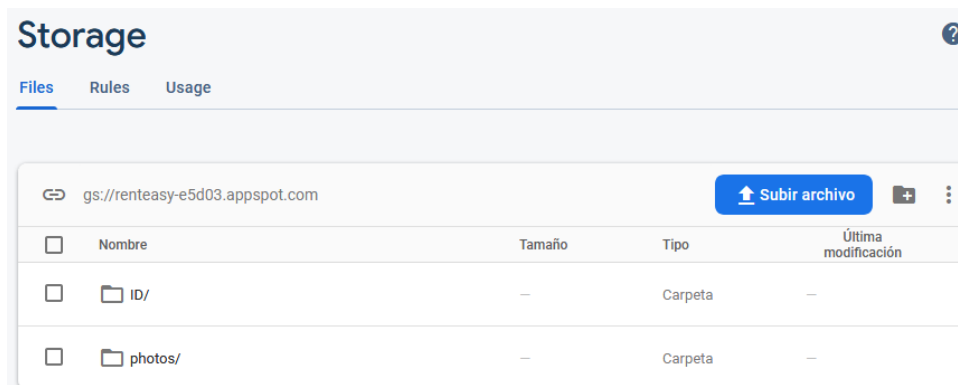 Storage
?
Files Rules Usage
gs://renteasy-e5d03.appspot.com Subir archivo
Nombre Tamaño Tipo Última modificación
ID/ — Carpeta —
photos/ — Carpeta —